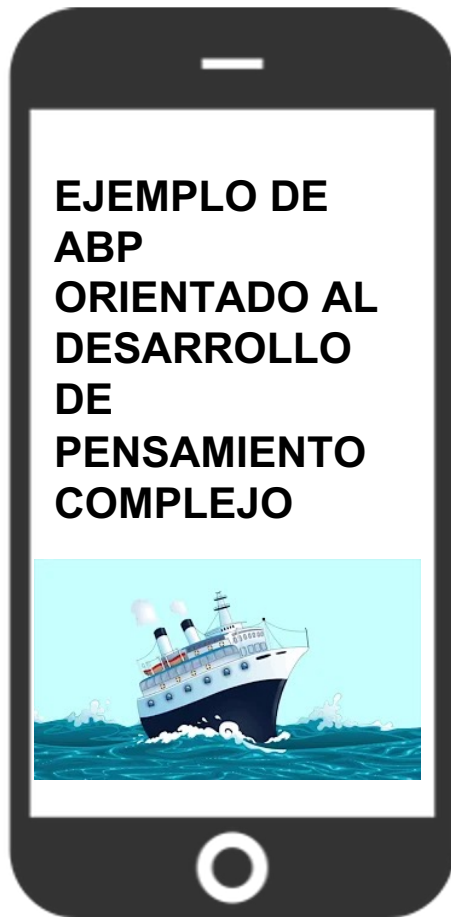 EJEMPLO DE
ABP
ORIENTADO AL
DESARROLLO
DE
PENSAMIENTO
COMPLEJO